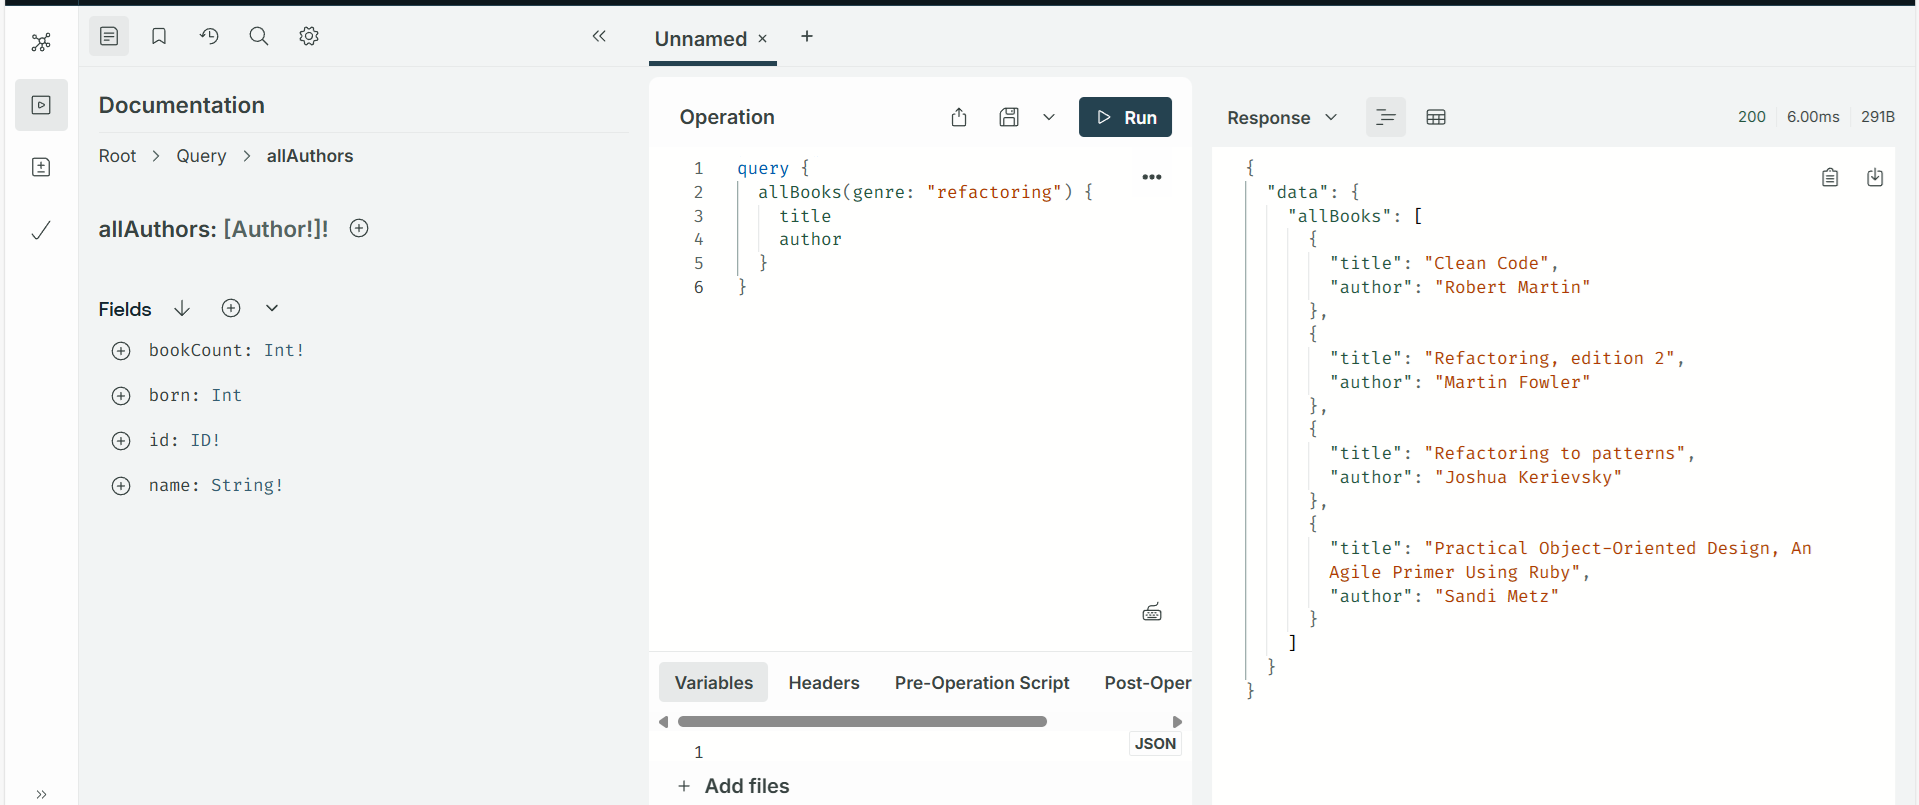 Documentation
Root > Query > allAuthors
allAuthors: [Author!]!
Fields
bookCount: Int!
born: Int
id: ID!
name: String!
Unnamed
Operation
Run
1 query {
2 allBooks(genre: "refactoring") {
3 title
4 author
5 }
6 }
Variables Headers Pre-Operation Script Post-Oper
1
JSON
+ Add files
Response
200 6.00ms 291B
{
"data": {
"allBooks": [
{
"title": "Clean Code",
"author": "Robert Martin"
},
{
"title": "Refactoring, edition 2",
"author": "Martin Fowler"
},
{
"title": "Refactoring to patterns",
"author": "Joshua Kerievsky"
},
{
"title": "Practical Object-Oriented Design, An
Agile Primer Using Ruby",
"author": "Sandi Metz"
}
]
}
}